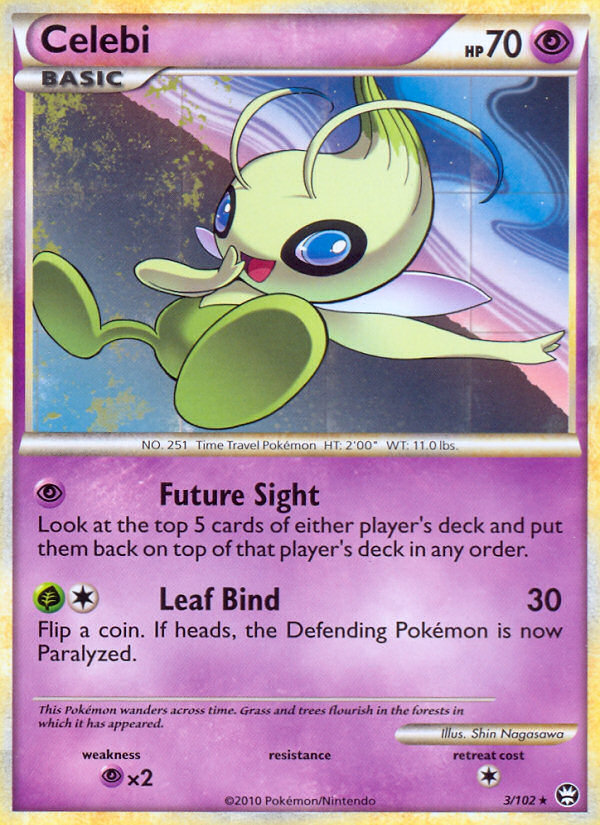 Celebi
HP70
BASIC
NO. 251 Time Travel Pokémon HT: 2'00" WT: 11.0 lbs.
Future Sight
Look at the top 5 cards of either player's deck and put
them back on top of that player's deck in any order.
Leaf Bind 30
Flip a coin. If heads, the Defending Pokémon is now
Paralyzed.
This Pokémon wanders across time. Grass and trees flourish in the forests in
which it has appeared.
Illus. Shin Nagasawa
weakness resistance retreat cost
×2
©2010 Pokémon/Nintendo 3/102 ★